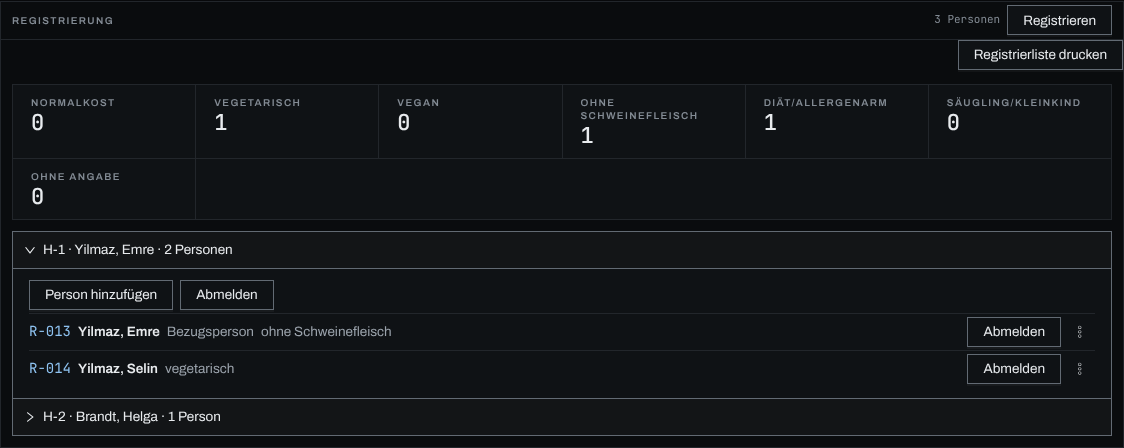 REGISTRIERUNG
3 Personen
Registrieren
Registrierliste drucken
NORMALKOST
0
VEGETARISCH
1
VEGAN
0
OHNE
SCHWEINEFLEISCH
1
DIÄT/ALLERGENARM
1
SÄUGLING/KLEINKIND
0
OHNE ANGABE
0
H-1 · Yilmaz, Emre · 2 Personen
Person hinzufügen
Abmelden
R-013 Yilmaz, Emre Bezugsperson ohne Schweinefleisch
Abmelden
R-014 Yilmaz, Selin vegetarisch
Abmelden
H-2 · Brandt, Helga · 1 Person